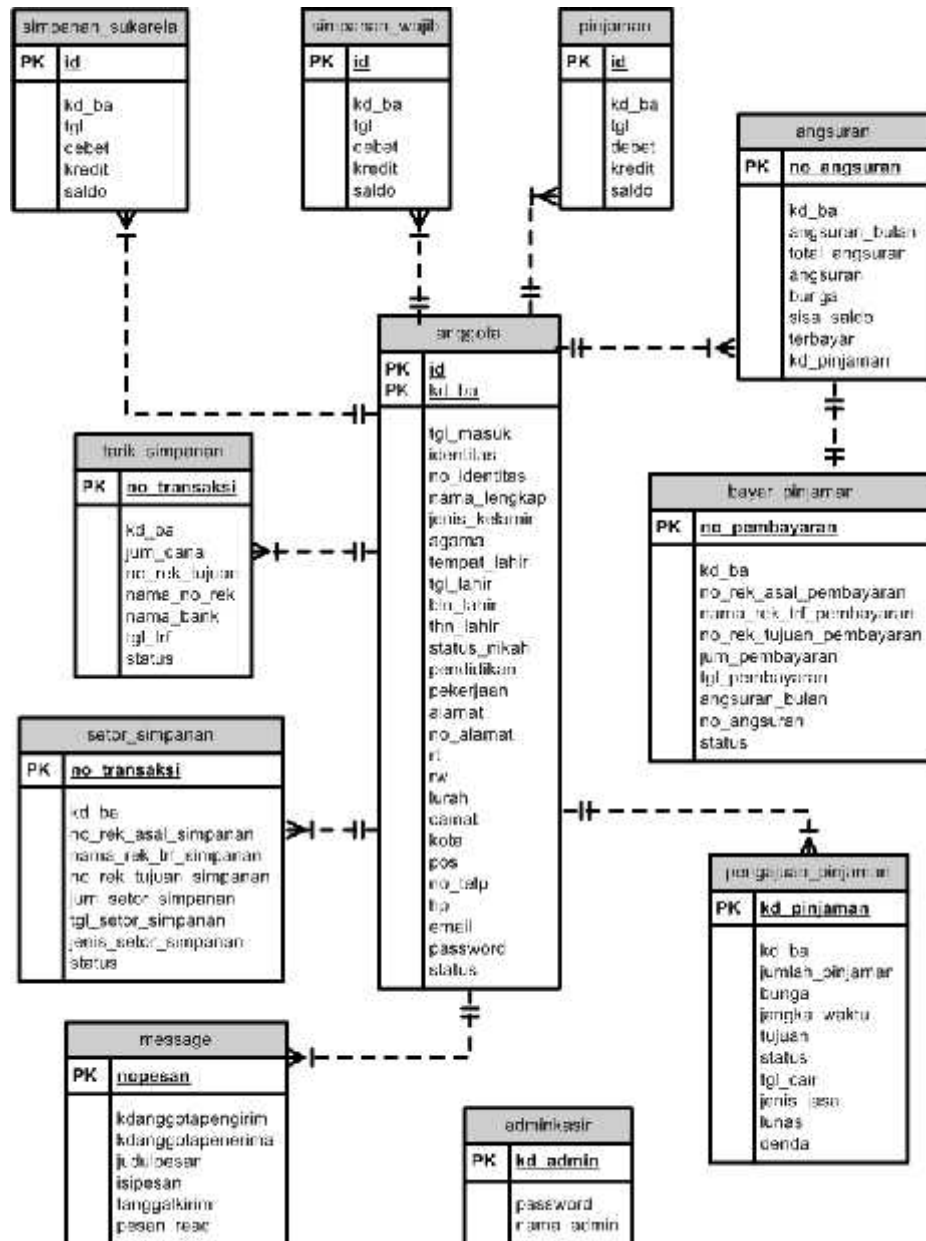 simpanan_sukarela
PK id
kd_ba
tgl
debet
kredit
saldo
simpanan_wajib
PK id
kd_ba
tgl
debet
kredit
saldo
pinjaman
PK id
kd_ba
tgl
debet
kredit
saldo
angsuran
PK no_angsuran
kd_ba
angsuran_bulan
total_angsuran
angsuran
bunga
sisa_saldo
terbayar
kd_pinjaman
anggota
PK id
PK kd_ba
tgl_masuk
identitas
no_identitas
nama_lengkap
jenis_kelamin
agama
tempat_lahir
tgl_lahir
bln_lahir
thn_lahir
status_nikah
pendidikan
pekerjaan
alamat
no_alamat
rt
rw
lurah
camat
kota
pos
no_telp
hp
email
password
status
tarik_simpanan
PK no_transaksi
kd_ba
jum_dana
no_rek_tujuan
nama_no_rek
nama_bank
tgl_trf
status
bayar_pinjaman
PK no_pembayaran
kd_ba
no_rek_asal_pembayaran
nama_rek_trf_pembayaran
no_rek_tujuan_pembayaran
jum_pembayaran
tgl_pembayaran
angsuran_bulan
no_angsuran
status
setor_simpanan
PK no_transaksi
kd_ba
no_rek_asal_simpanan
nama_rek_trf_simpanan
no_rek_tujuan_simpanan
jum_setor_simpanan
tgl_setor_simpanan
jenis_setor_simpanan
status
pengajuan_pinjaman
PK kd_pinjaman
kd_ba
jumlah_pinjaman
bunga
jangka_waktu
tujuan
status
tgl_cair
jenis_jasa
lunas
denda
message
PK nopesan
kdanggotapengirim
kdanggotapenerima
judulpesan
isipesan
tanggalkirim
pesan_read
adminkasir
PK kd_admin
password
nama_admin